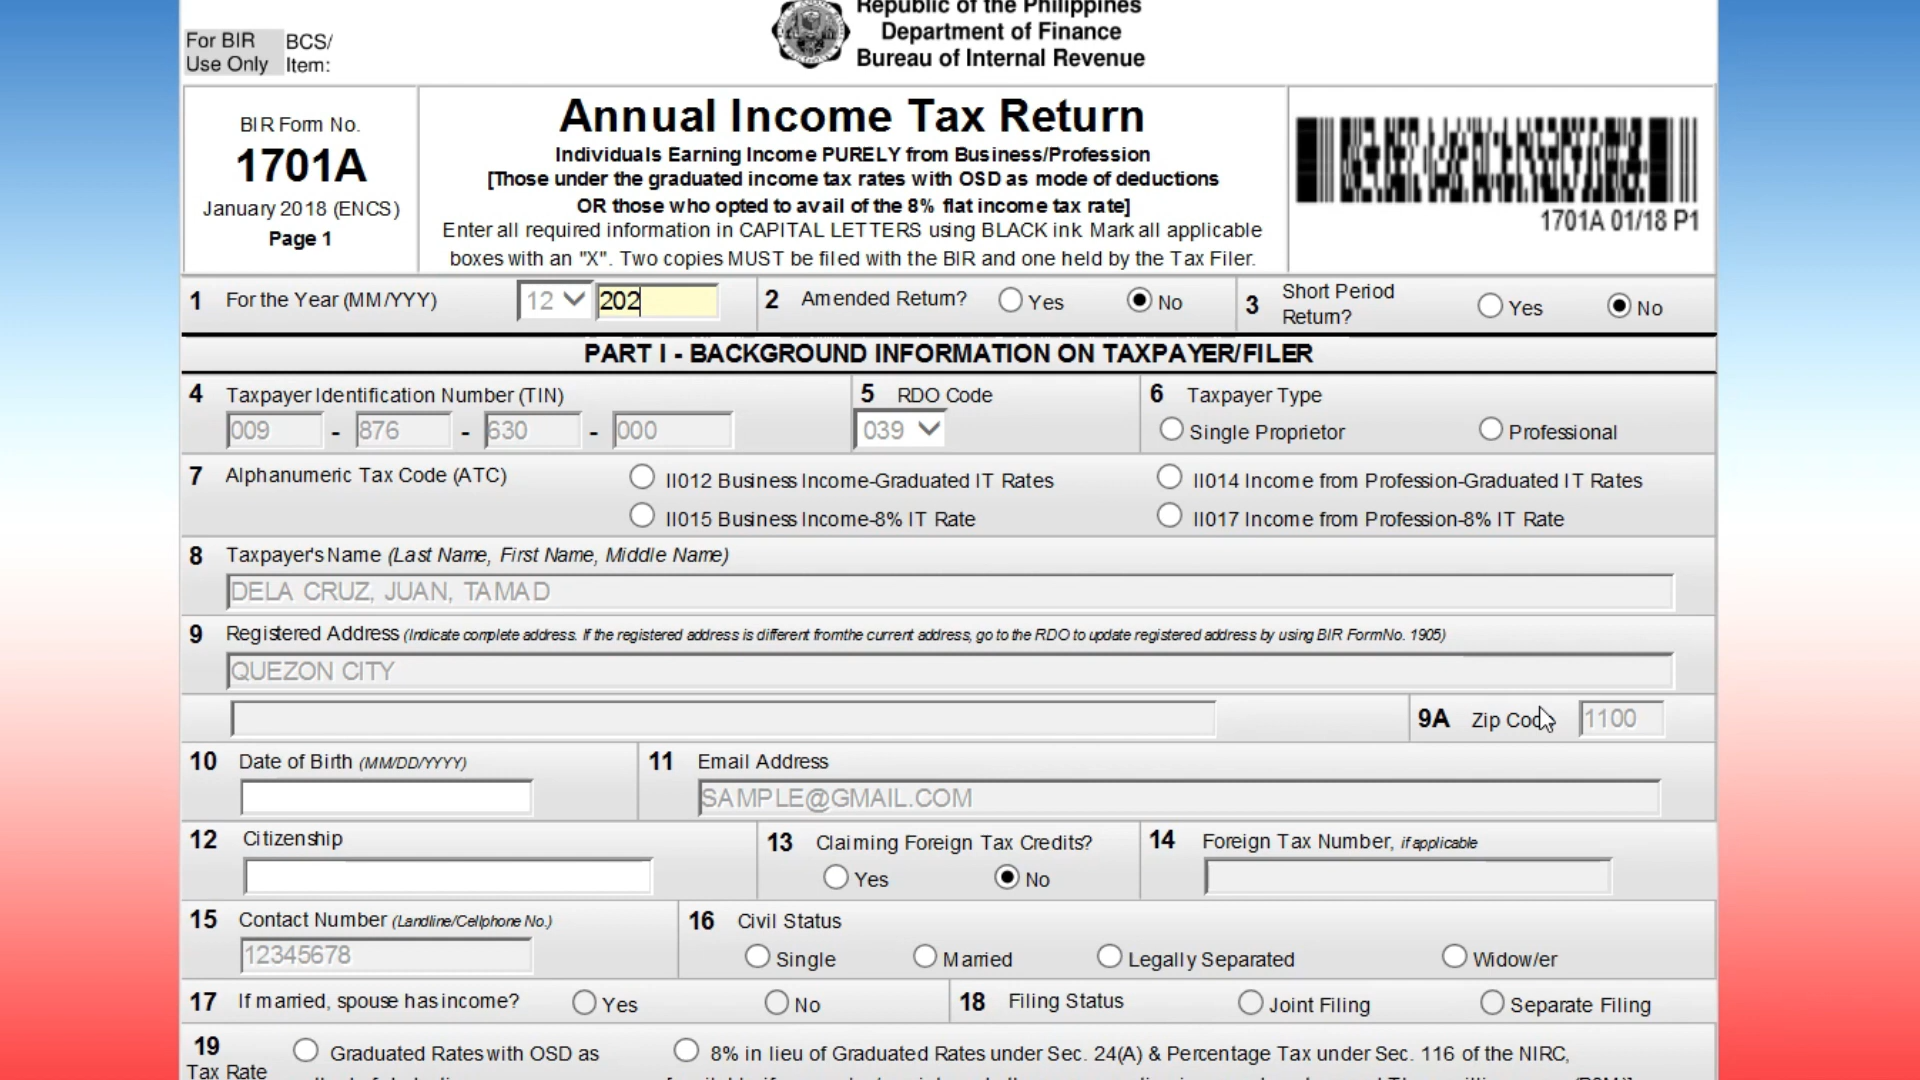 Republic of the Philippines
Department of Finance
Bureau of Internal Revenue
For BIR Use Only
BCS/ Item:
BIR Form No.
1701A
January 2018 (ENCS)
Page 1
Annual Income Tax Return
Individuals Earning Income PURELY from Business/Profession
[Those under the graduated income tax rates with OSD as mode of deductions
OR those who opted to avail of the 8% flat income tax rate]
Enter all required information in CAPITAL LETTERS using BLACK ink. Mark all applicable
boxes with an "X". Two copies MUST be filed with the BIR and one held by the Tax Filer.
1701A 01/18 P1
1 For the Year (MM/YYY) 12 202
2 Amended Return? Yes No
3 Short Period Return? Yes No
PART I - BACKGROUND INFORMATION ON TAXPAYER/FILER
4 Taxpayer Identification Number (TIN)
009 - 876 - 630 - 000
5 RDO Code
039
6 Taxpayer Type
Single Proprietor Professional
7 Alphanumeric Tax Code (ATC)
II012 Business Income-Graduated IT Rates
II014 Income from Profession-Graduated IT Rates
II015 Business Income-8% IT Rate
II017 Income from Profession-8% IT Rate
8 Taxpayer's Name (Last Name, First Name, Middle Name)
DELA CRUZ, JUAN, TAMAD
9 Registered Address (Indicate complete address. If the registered address is different from the current address, go to the RDO to update registered address by using BIR Form No. 1905)
QUEZON CITY
9A Zip Code 1100
10 Date of Birth (MM/DD/YYYY)
11 Email Address
SAMPLE@GMAIL.COM
12 Citizenship
13 Claiming Foreign Tax Credits?
Yes No
14 Foreign Tax Number, if applicable
15 Contact Number (Landline/Cellphone No.)
12345678
16 Civil Status
Single Married Legally Separated Widow/er
17 If married, spouse has income? Yes No
18 Filing Status Joint Filing Separate Filing
19
Tax Rate
Graduated Rates with OSD as
8% in lieu of Graduated Rates under Sec. 24(A) & Percentage Tax under Sec. 116 of the NIRC,